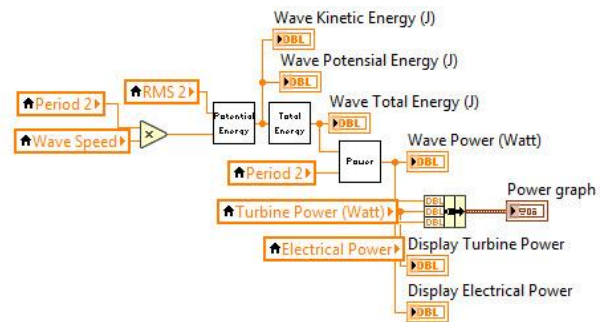 Wave Kinetic Energy (J)
DBL
Wave Potensial Energy (J)
DBL
RMS 2
Period 2
Wave Speed
×
Potential
Energy
Total
Energy
Wave Total Energy (J)
DBL
Power
Wave Power (Watt)
DBL
Period 2
Power graph
Turbine Power (Watt)
DBL
DBL
DBL
Electrical Power
Display Turbine Power
DBL
Display Electrical Power
DBL